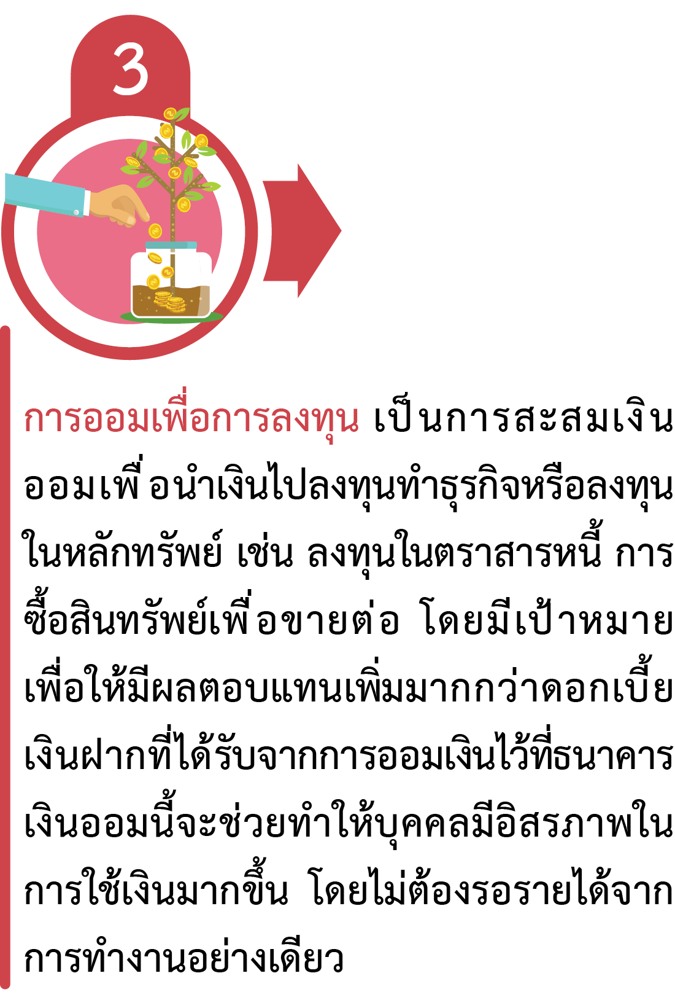 3
การออมเพื่อการลงทุน เป็นการสะสมเงิน
ออมเพื่อนำเงินไปลงทุนทำธุรกิจหรือลงทุน
ในหลักทรัพย์ เช่น ลงทุนในตราสารหนี้ การ
ซื้อสินทรัพย์เพื่อขายต่อ โดยมีเป้าหมาย
เพื่อให้มีผลตอบแทนเพิ่มมากกว่าดอกเบี้ย
เงินฝากที่ได้รับจากการออมเงินไว้ที่ธนาคาร
เงินออมนี้จะช่วยทำให้บุคคลมีอิสรภาพใน
การใช้เงินมากขึ้น โดยไม่ต้องรอรายได้จาก
การทำงานอย่างเดียว